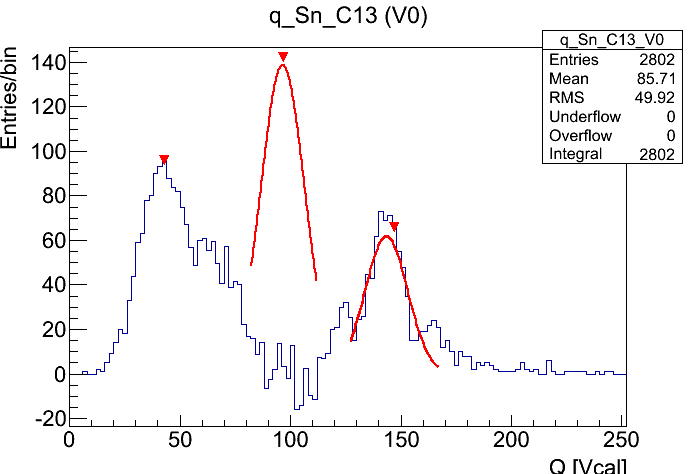 q_Sn_C13 (V0)
q_Sn_C13_V0
Entries 2802
Mean 85.71
RMS 49.92
Underflow 0
Overflow 0
Integral 2802
Entries/bin
140
120
100
80
60
40
20
0
-20
0 50 100 150 200 250
Q [Vcal]